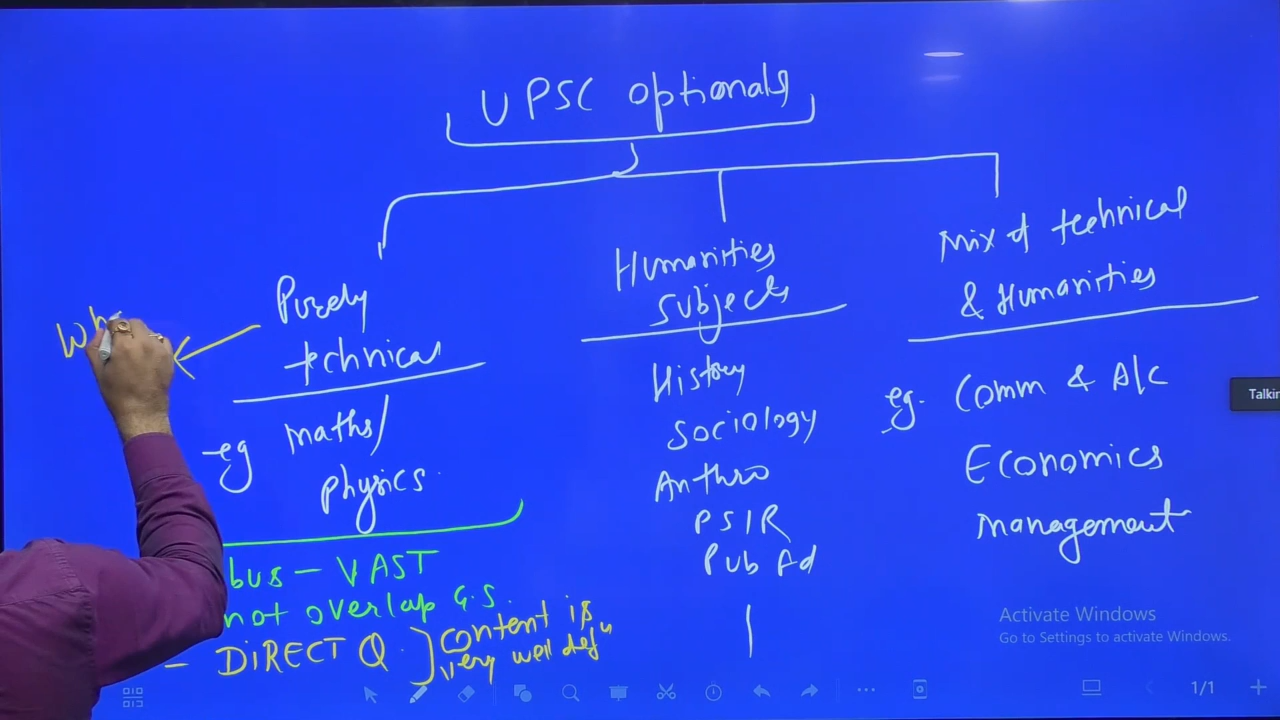 UPSC optionals
Purely
technical
eg maths/
physics
bus - VAST
not overlap G.S.
- DIRECT Q. } Content is
very well def
Wh
Humanities
Subjects
History
Sociology
Anthro
PSIR
Pub Ad
Mix of technical
& Humanities
eg. Comm & A/C
Economics
management
Talkin
Activate Windows
Go to Settings to activate Windows.
1/1